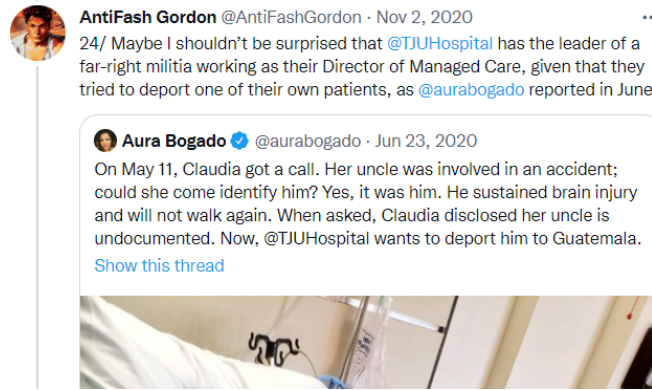 AntiFash Gordon @AntiFashGordon · Nov 2, 2020
24/ Maybe I shouldn't be surprised that @TJUHospital has the leader of a
far-right militia working as their Director of Managed Care, given that they
tried to deport one of their own patients, as @aurabogado reported in June
Aura Bogado @aurabogado · Jun 23, 2020
On May 11, Claudia got a call. Her uncle was involved in an accident;
could she come identify him? Yes, it was him. He sustained brain injury
and will not walk again. When asked, Claudia disclosed her uncle is
undocumented. Now, @TJUHospital wants to deport him to Guatemala.
Show this thread